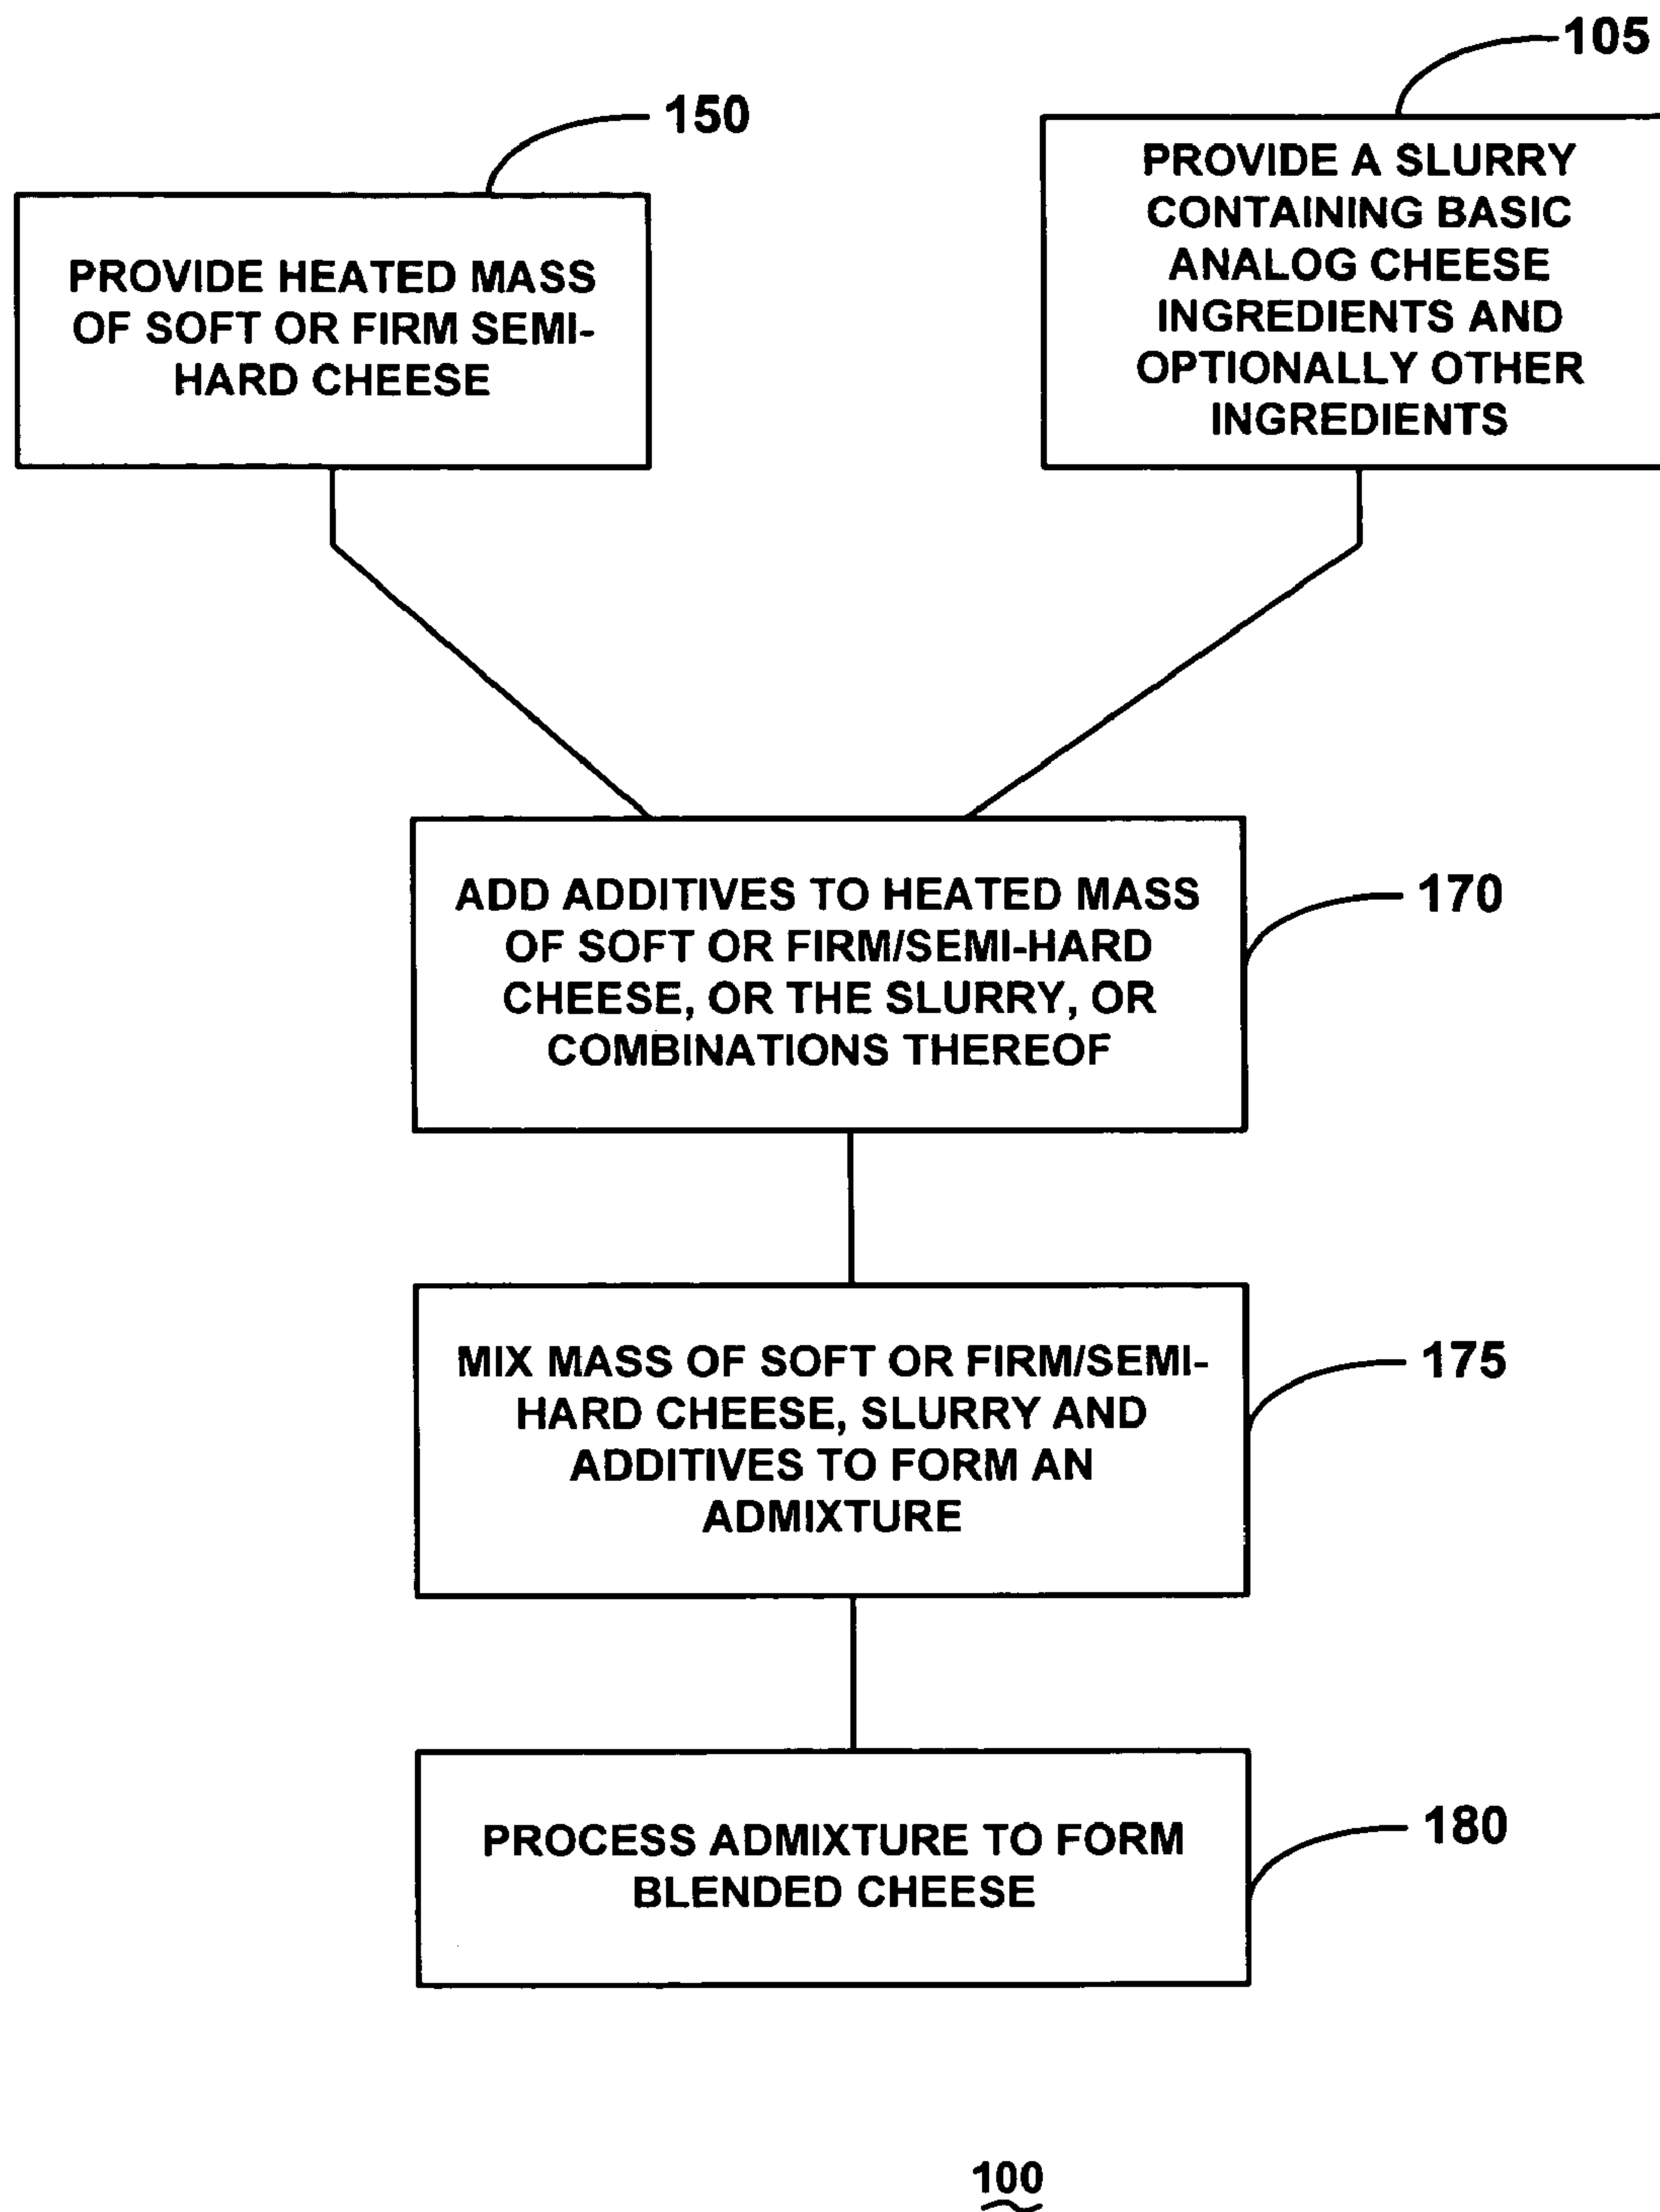 105
150
PROVIDE HEATED MASS
OF SOFT OR FIRM SEMI-
HARD CHEESE
PROVIDE A SLURRY
CONTAINING BASIC
ANALOG CHEESE
INGREDIENTS AND
OPTIONALLY OTHER
INGREDIENTS
ADD ADDITIVES TO HEATED MASS
OF SOFT OR FIRM/SEMI-HARD
CHEESE, OR THE SLURRY, OR
COMBINATIONS THEREOF
170
MIX MASS OF SOFT OR FIRM/SEMI-
HARD CHEESE, SLURRY AND
ADDITIVES TO FORM AN
ADMIXTURE
175
PROCESS ADMIXTURE TO FORM
BLENDED CHEESE
180
100